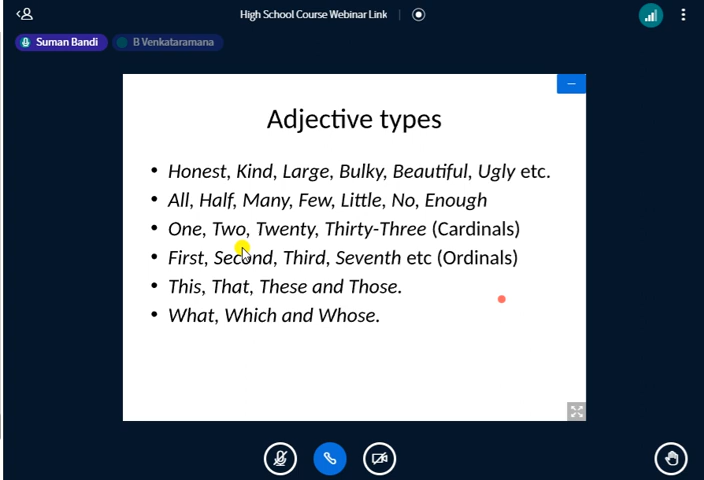 High School Course Webinar Link
Suman Bandi
B Venkataramana
Adjective types
• Honest, Kind, Large, Bulky, Beautiful, Ugly etc.
• All, Half, Many, Few, Little, No, Enough
• One, Two, Twenty, Thirty-Three (Cardinals)
• First, Second, Third, Seventh etc (Ordinals)
• This, That, These and Those.
• What, Which and Whose.